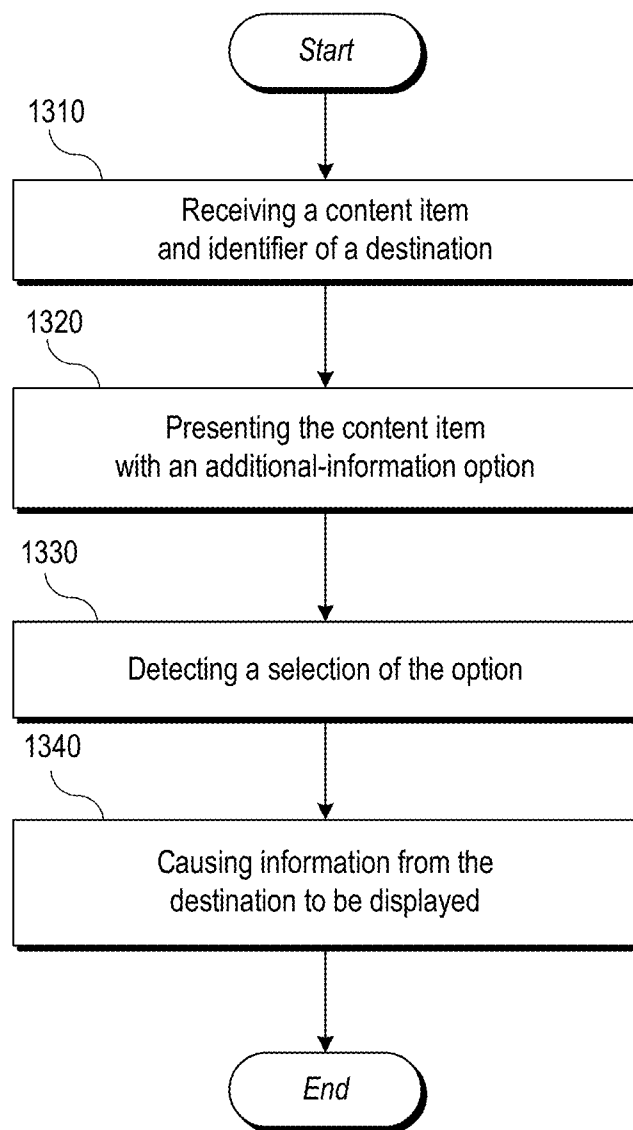 Start
1310
Receiving a content item
and identifier of a destination
1320
Presenting the content item
with an additional-information option
1330
Detecting a selection of the option
1340
Causing information from the
destination to be displayed
End